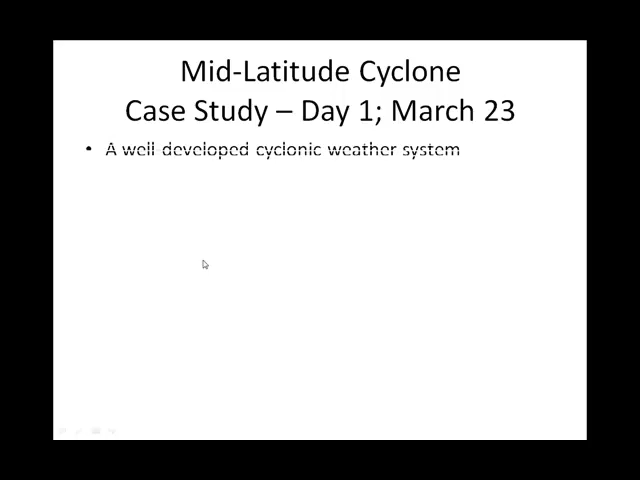 Mid-Latitude Cyclone
Case Study – Day 1; March 23
• A well developed cyclonic weather system